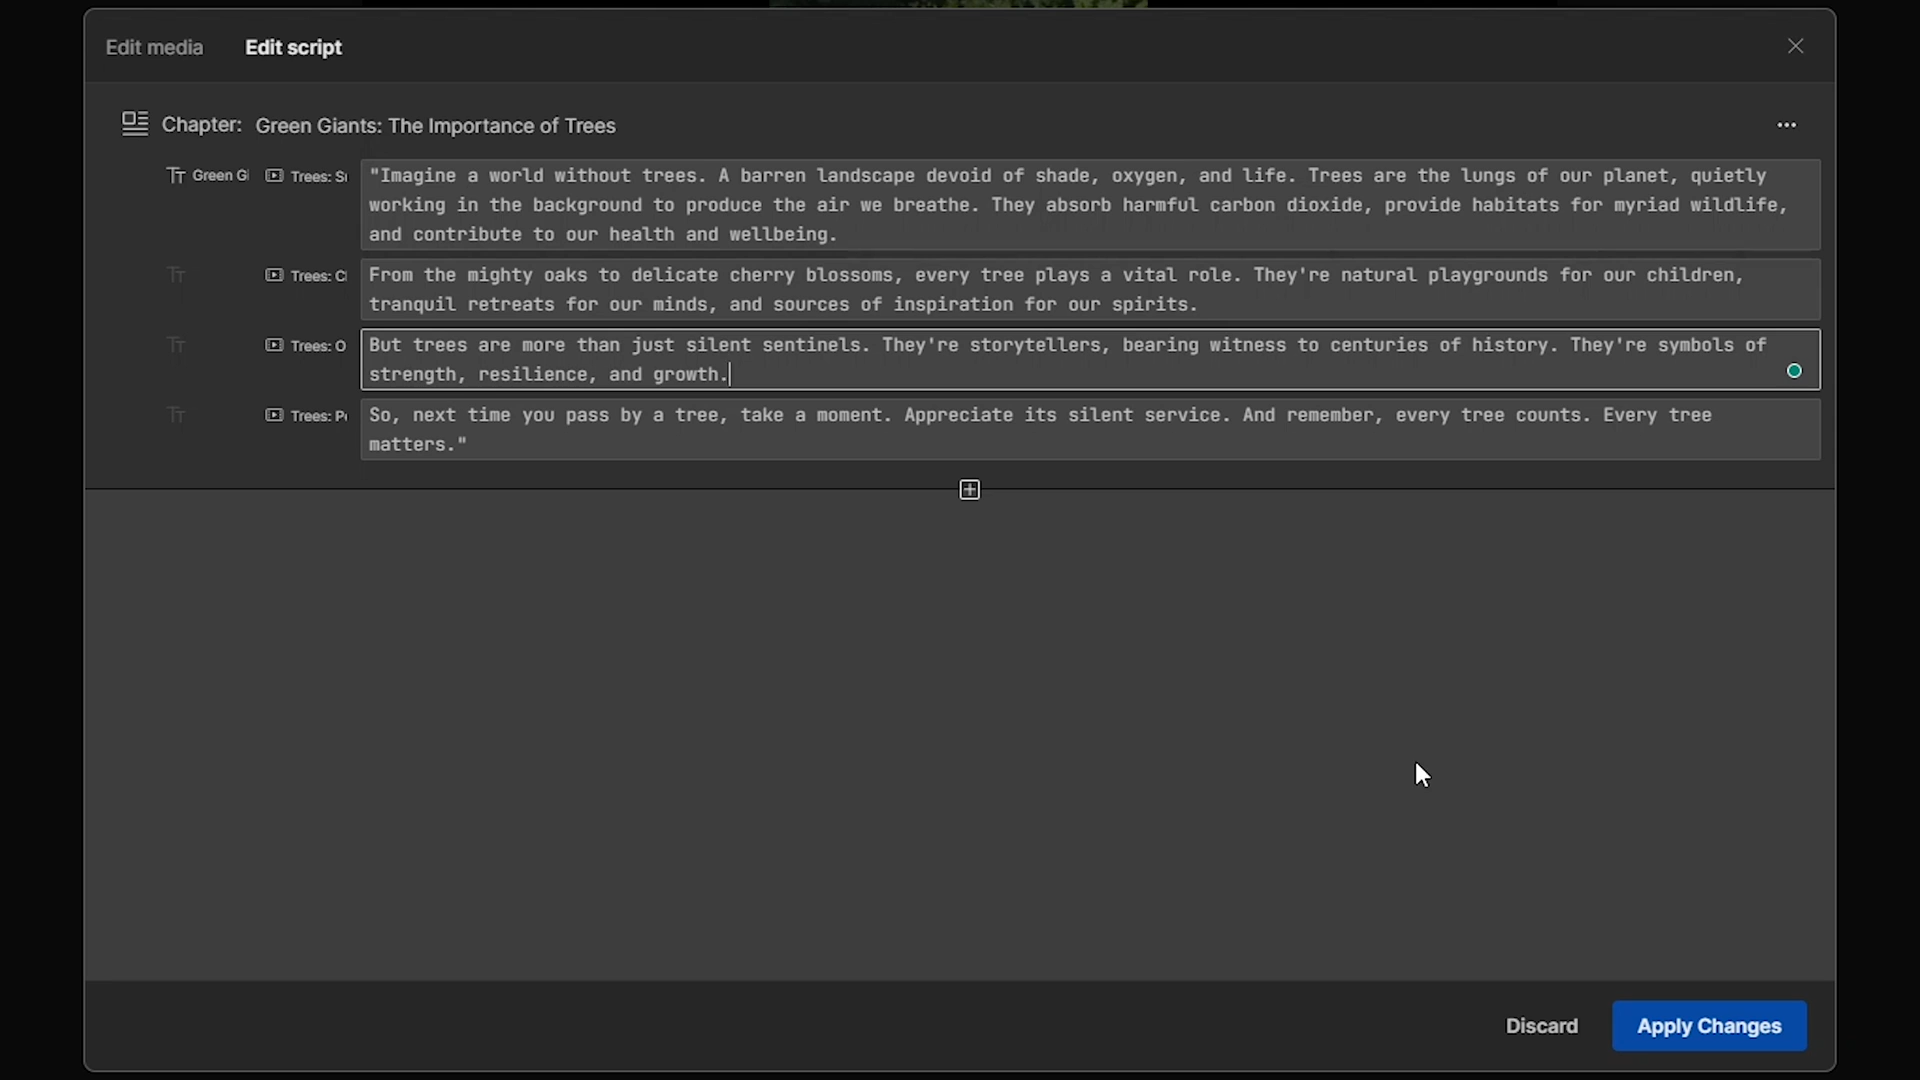 Edit media Edit script
Chapter: Green Giants: The Importance of Trees
Green Gi Trees: "Imagine a world without trees. A barren landscape devoid of shade, oxygen, and life. Trees are the lungs of our planet, quietly
working in the background to produce the air we breathe. They absorb harmful carbon dioxide, provide habitats for myriad wildlife,
and contribute to our health and wellbeing.
Trees: From the mighty oaks to delicate cherry blossoms, every tree plays a vital role. They're natural playgrounds for our children,
tranquil retreats for our minds, and sources of inspiration for our spirits.
Trees: O But trees are more than just silent sentinels. They're storytellers, bearing witness to centuries of history. They're symbols of
strength, resilience, and growth.
Trees: So, next time you pass by a tree, take a moment. Appreciate its silent service. And remember, every tree counts. Every tree
matters."
Discard Apply Changes